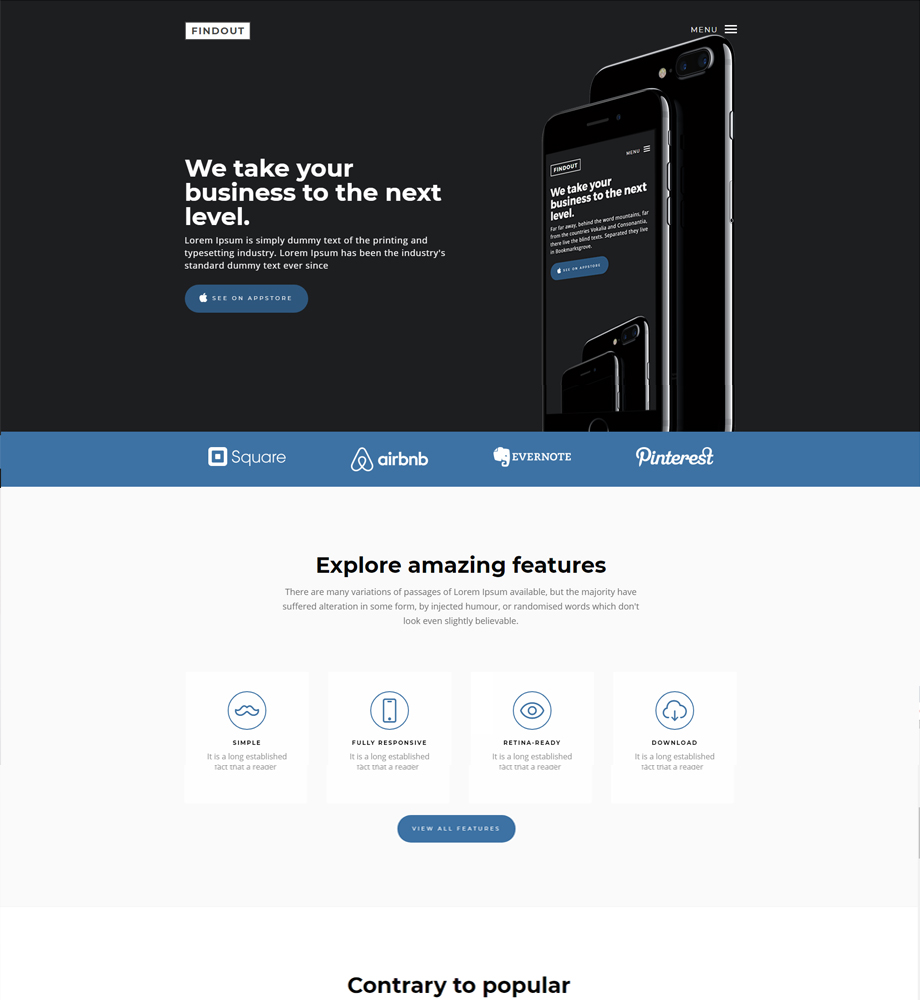 FINDOUT
MENU
We take your
business to the next
level.
Lorem Ipsum is simply dummy text of the printing and
typesetting industry. Lorem Ipsum has been the industry's
standard dummy text ever since
SEE ON APPSTORE
MENU
FINDOUT
We take your
business to the next
level.
Far far away, behind the word mountains, far
from the countries Vokalia and Consonantia,
there live the blind texts. Separated they live
in Bookmarksgrove.
SEE ON APPSTORE
Square
airbnb
EVERNOTE
Pinterest
Explore amazing features
There are many variations of passages of Lorem Ipsum available, but the majority have
suffered alteration in some form, by injected humour, or randomised words which don't
look even slightly believable.
SIMPLE
It is a long established
fact that a reader
FULLY RESPONSIVE
It is a long established
fact that a reader
RETINA-READY
It is a long established
fact that a reader
DOWNLOAD
It is a long established
fact that a reader
VIEW ALL FEATURES
Contrary to popular